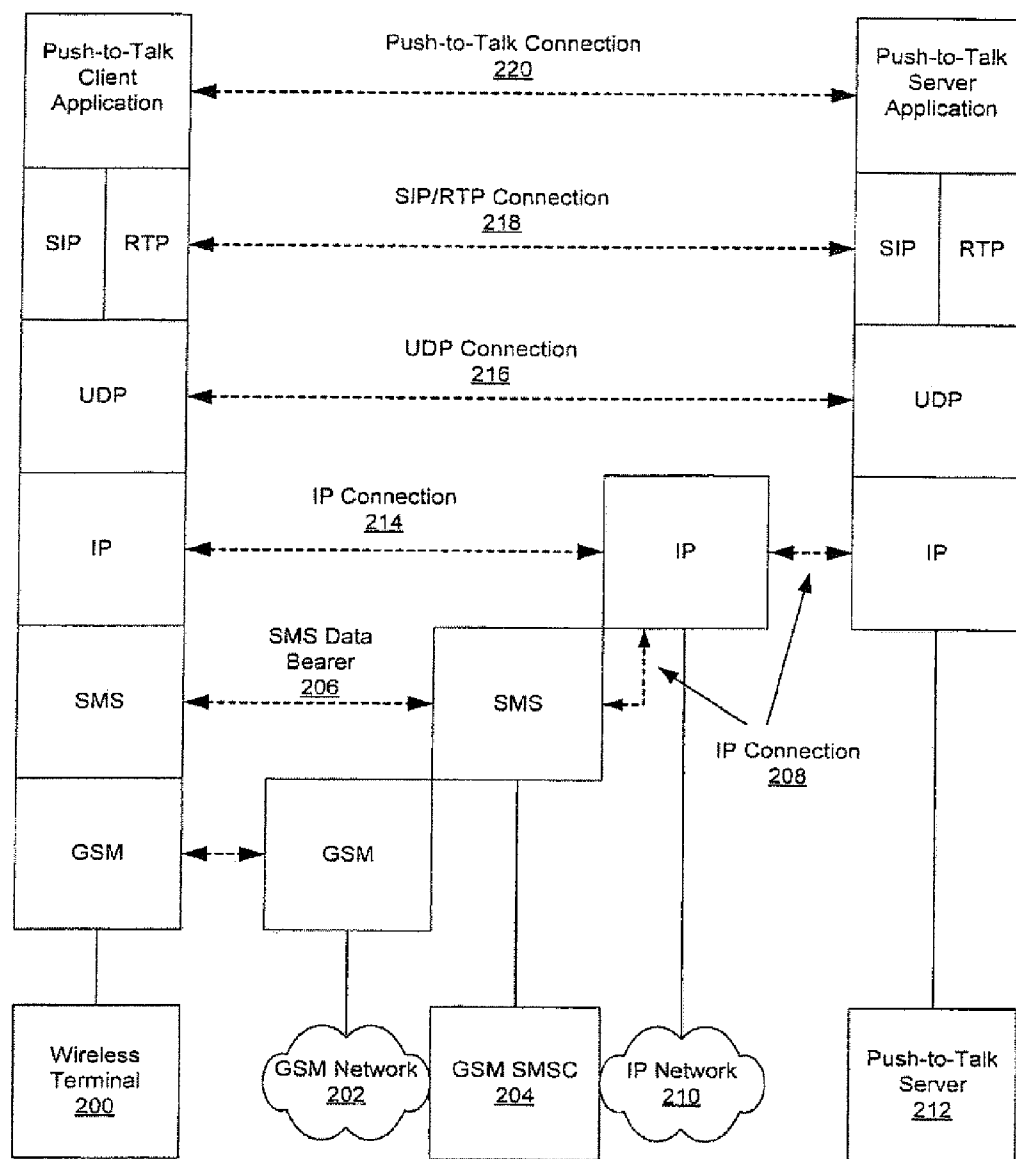 Push-to-Talk
Client
Application
Push-to-Talk Connection
220
Push-to-Talk
Server
Application
SIP
RTP
SIP/RTP Connection
218
SIP
RTP
UDP
UDP Connection
216
UDP
IP
IP Connection
214
IP
IP
SMS
SMS Data
Bearer
206
SMS
IP Connection
208
GSM
GSM
Wireless
Terminal
200
GSM Network
202
GSM SMSC
204
IP Network
210
Push-to-Talk
Server
212